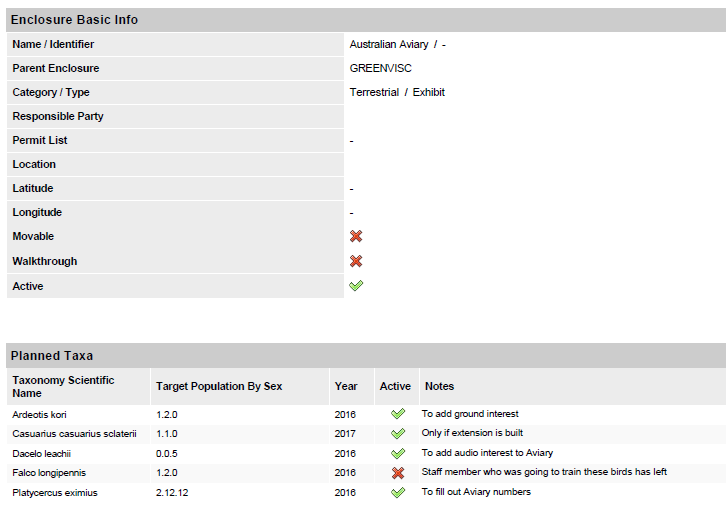 Enclosure Basic Info
Name / Identifier Australian Aviary / -
Parent Enclosure GREENVISC
Category / Type Terrestrial / Exhibit
Responsible Party
Permit List -
Location
Latitude -
Longitude -
Movable
Walkthrough
Active
Planned Taxa
Taxonomy Scientific Name Target Population By Sex Year Active Notes
Ardeotis kori 1.2.0 2016 To add ground interest
Casuarius casuarius sclaterii 1.1.0 2017 Only if extension is built
Dacelo leachii 0.0.5 2016 To add audio interest to Aviary
Falco longipennis 1.2.0 2016 Staff member who was going to train these birds has left
Platycercus eximius 2.12.12 2016 To fill out Aviary numbers